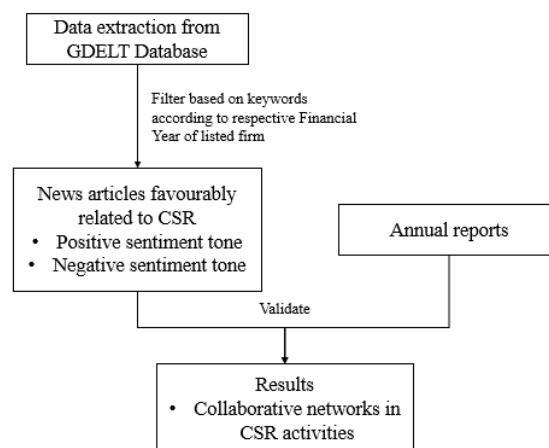 Data extraction from
GDELT Database
Filter based on keywords
according to respective Financial
Year of listed firm
News articles favourably
related to CSR
• Positive sentiment tone
• Negative sentiment tone
Annual reports
Validate
Results
• Collaborative networks in
CSR activities